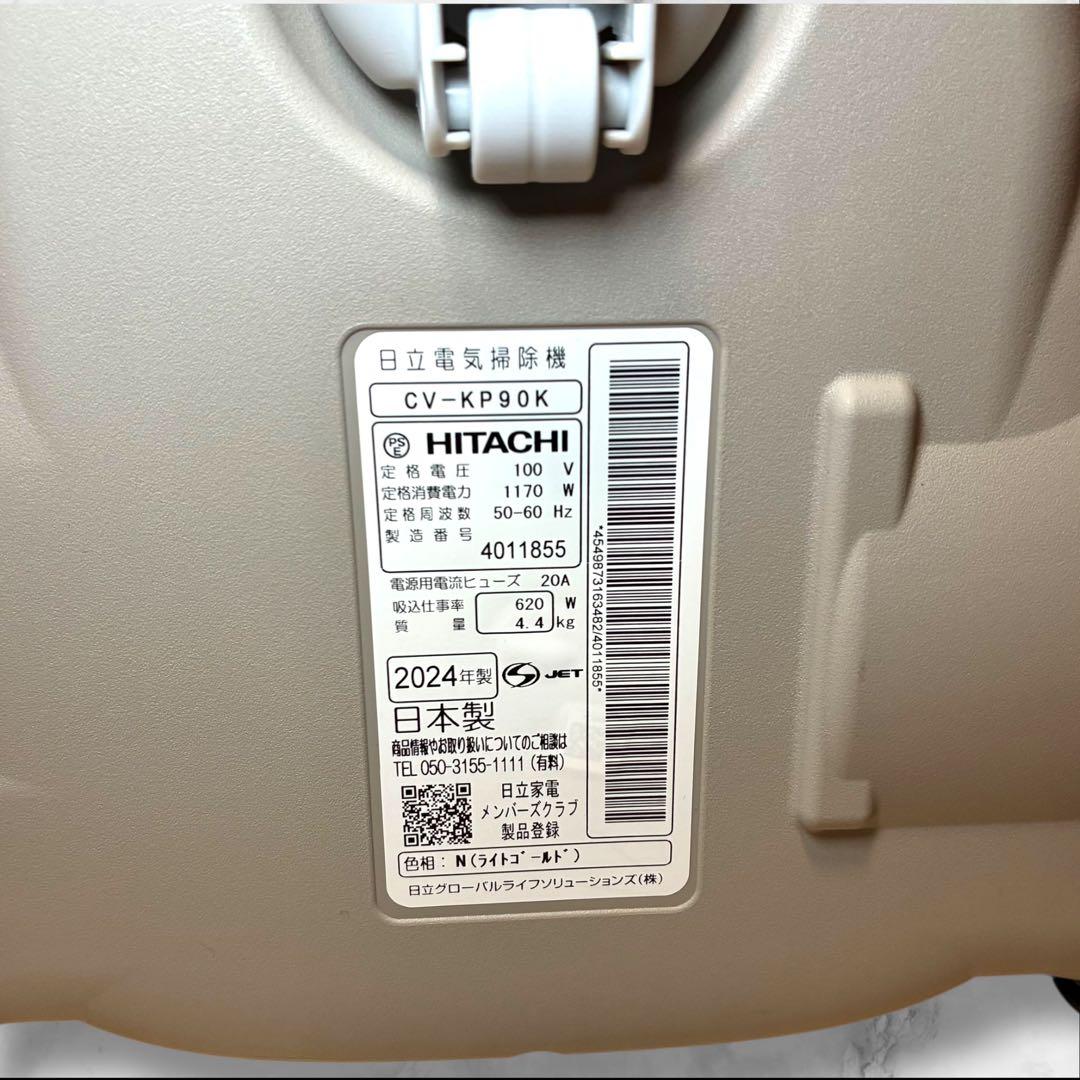 日立電気掃除機
CV-KP90K
PSE HITACHI
定格電圧 100 V
定格消費電力 1170 W
定格周波数 50-60 Hz
製造番号
4011855
電源用電流ヒューズ 20A
吸込仕事率 620 W
質量 4.4 kg
2024年製 JET
日本製
商品情報やお取り扱いについてのご相談は
TEL 050-3155-1111 (有料)
日立家電
メンバーズクラブ
製品登録
色相: N(ﾗｲﾄｺﾞｰﾙﾄﾞ)
日立グローバルライフソリューションズ(株)
*4549873163482/4011855*